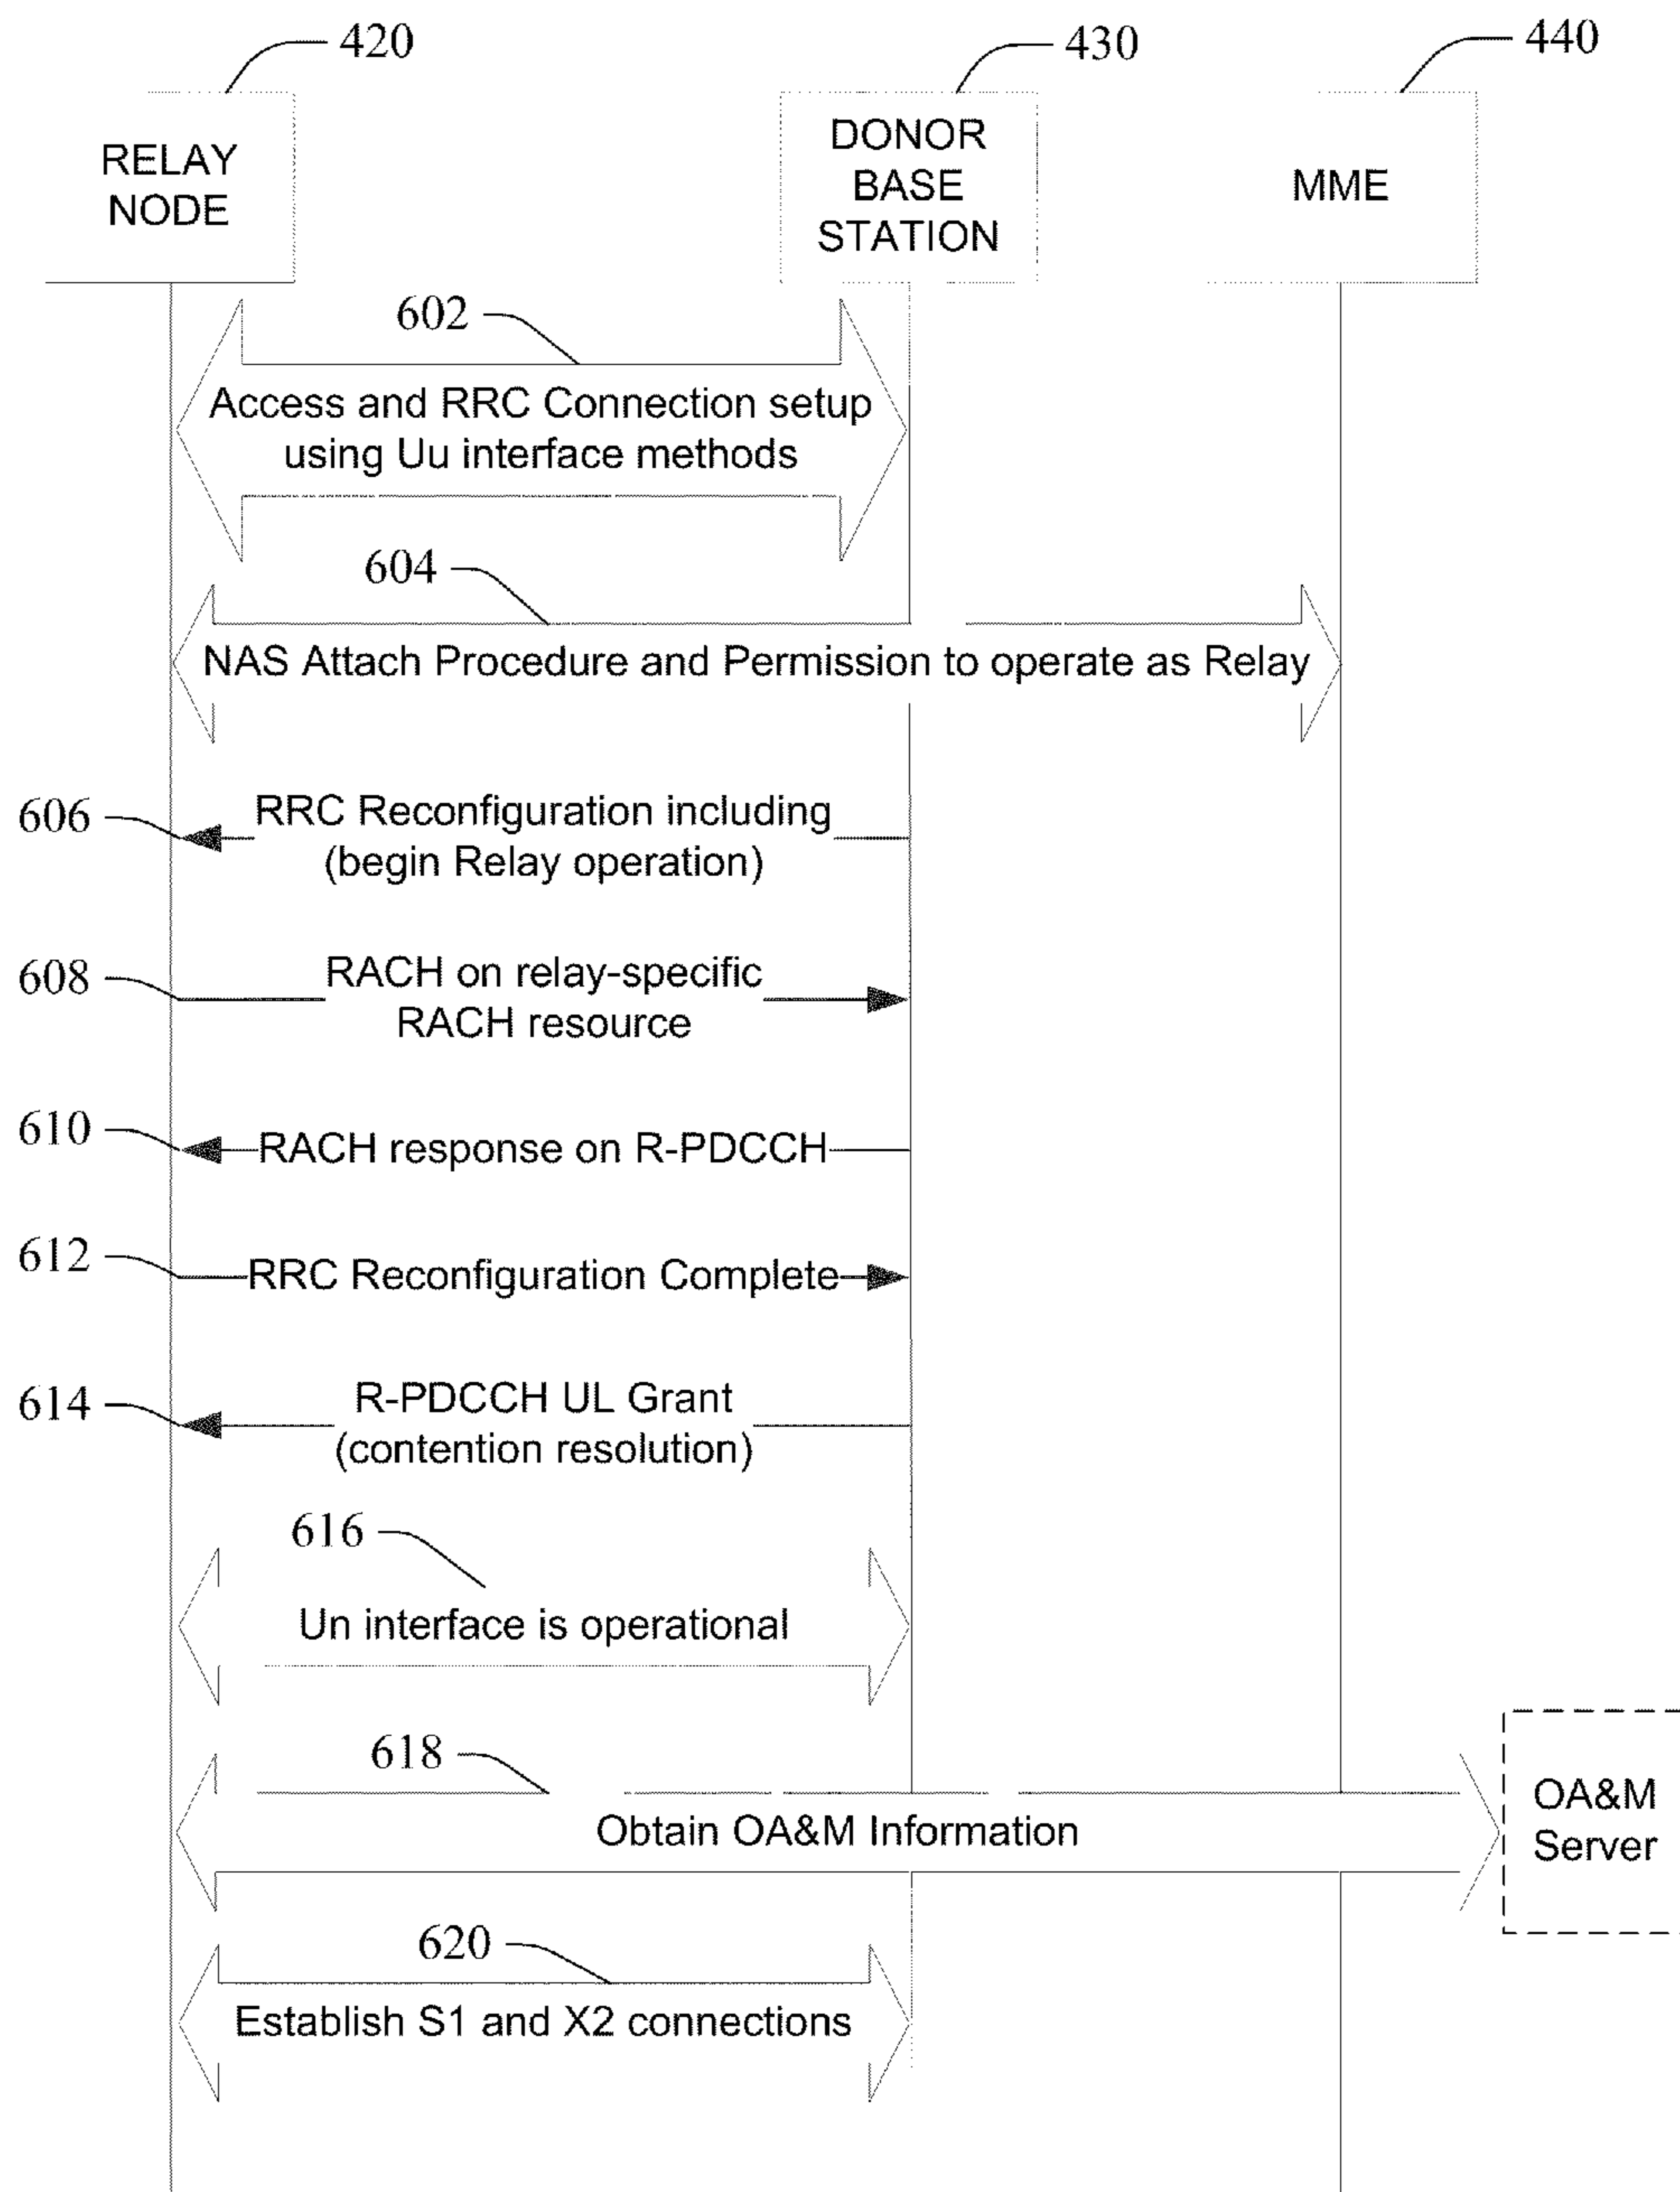 420
430
440
RELAY
NODE
DONOR
BASE
STATION
MME
602
Access and RRC Connection setup
using Uu interface methods
604
NAS Attach Procedure and Permission to operate as Relay
606
RRC Reconfiguration including
(begin Relay operation)
608
RACH on relay-specific
RACH resource
610
RACH response on R-PDCCH
612
RRC Reconfiguration Complete
614
R-PDCCH UL Grant
(contention resolution)
616
Un interface is operational
618
Obtain OA&M Information
OA&M
Server
620
Establish S1 and X2 connections